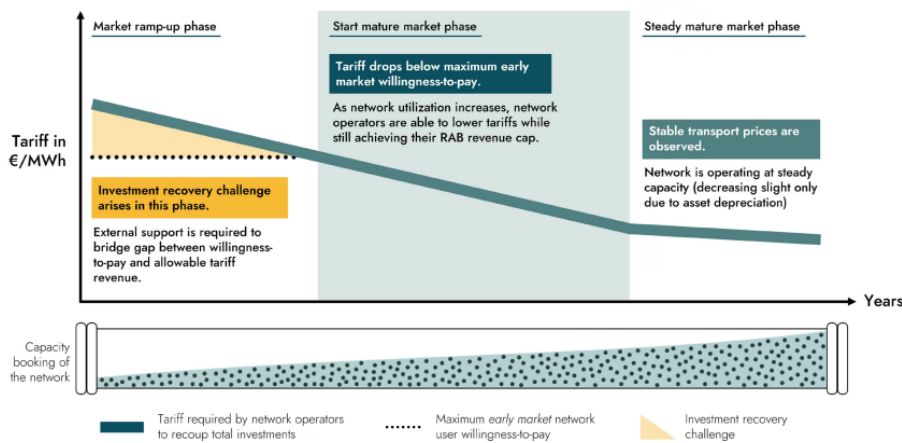 Market ramp-up phase
Start mature market phase
Steady mature market phase
Tariff drops below maximum early
market willingness-to-pay.
As network utilization increases, network
operators are able to lower tariffs while
still achieving their RAB revenue cap.
Tariff in
€/MWh
Stable transport prices are
observed.
Network is operating at steady
capacity (decreasing slight only
due to asset depreciation)
Investment recovery challenge
arises in this phase.
External support is required to
bridge gap between willingness-
to-pay and allowable tariff
revenue.
Years
Capacity
booking of
the network
Tariff required by network operators
to recoup total investments
Maximum early market network
user willingness-to-pay
Investment recovery
challenge